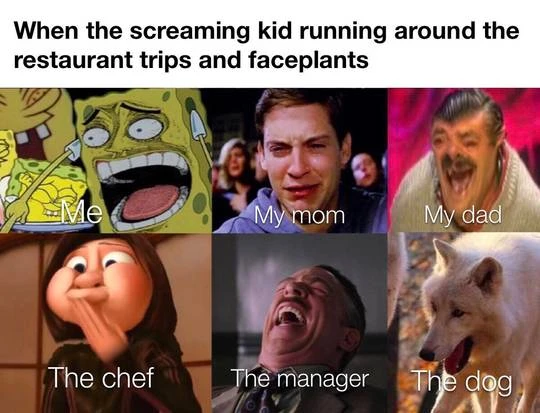 When the screaming kid running around the
restaurant trips and faceplants
Me
My mom
My dad
The chef
The manager
The dog